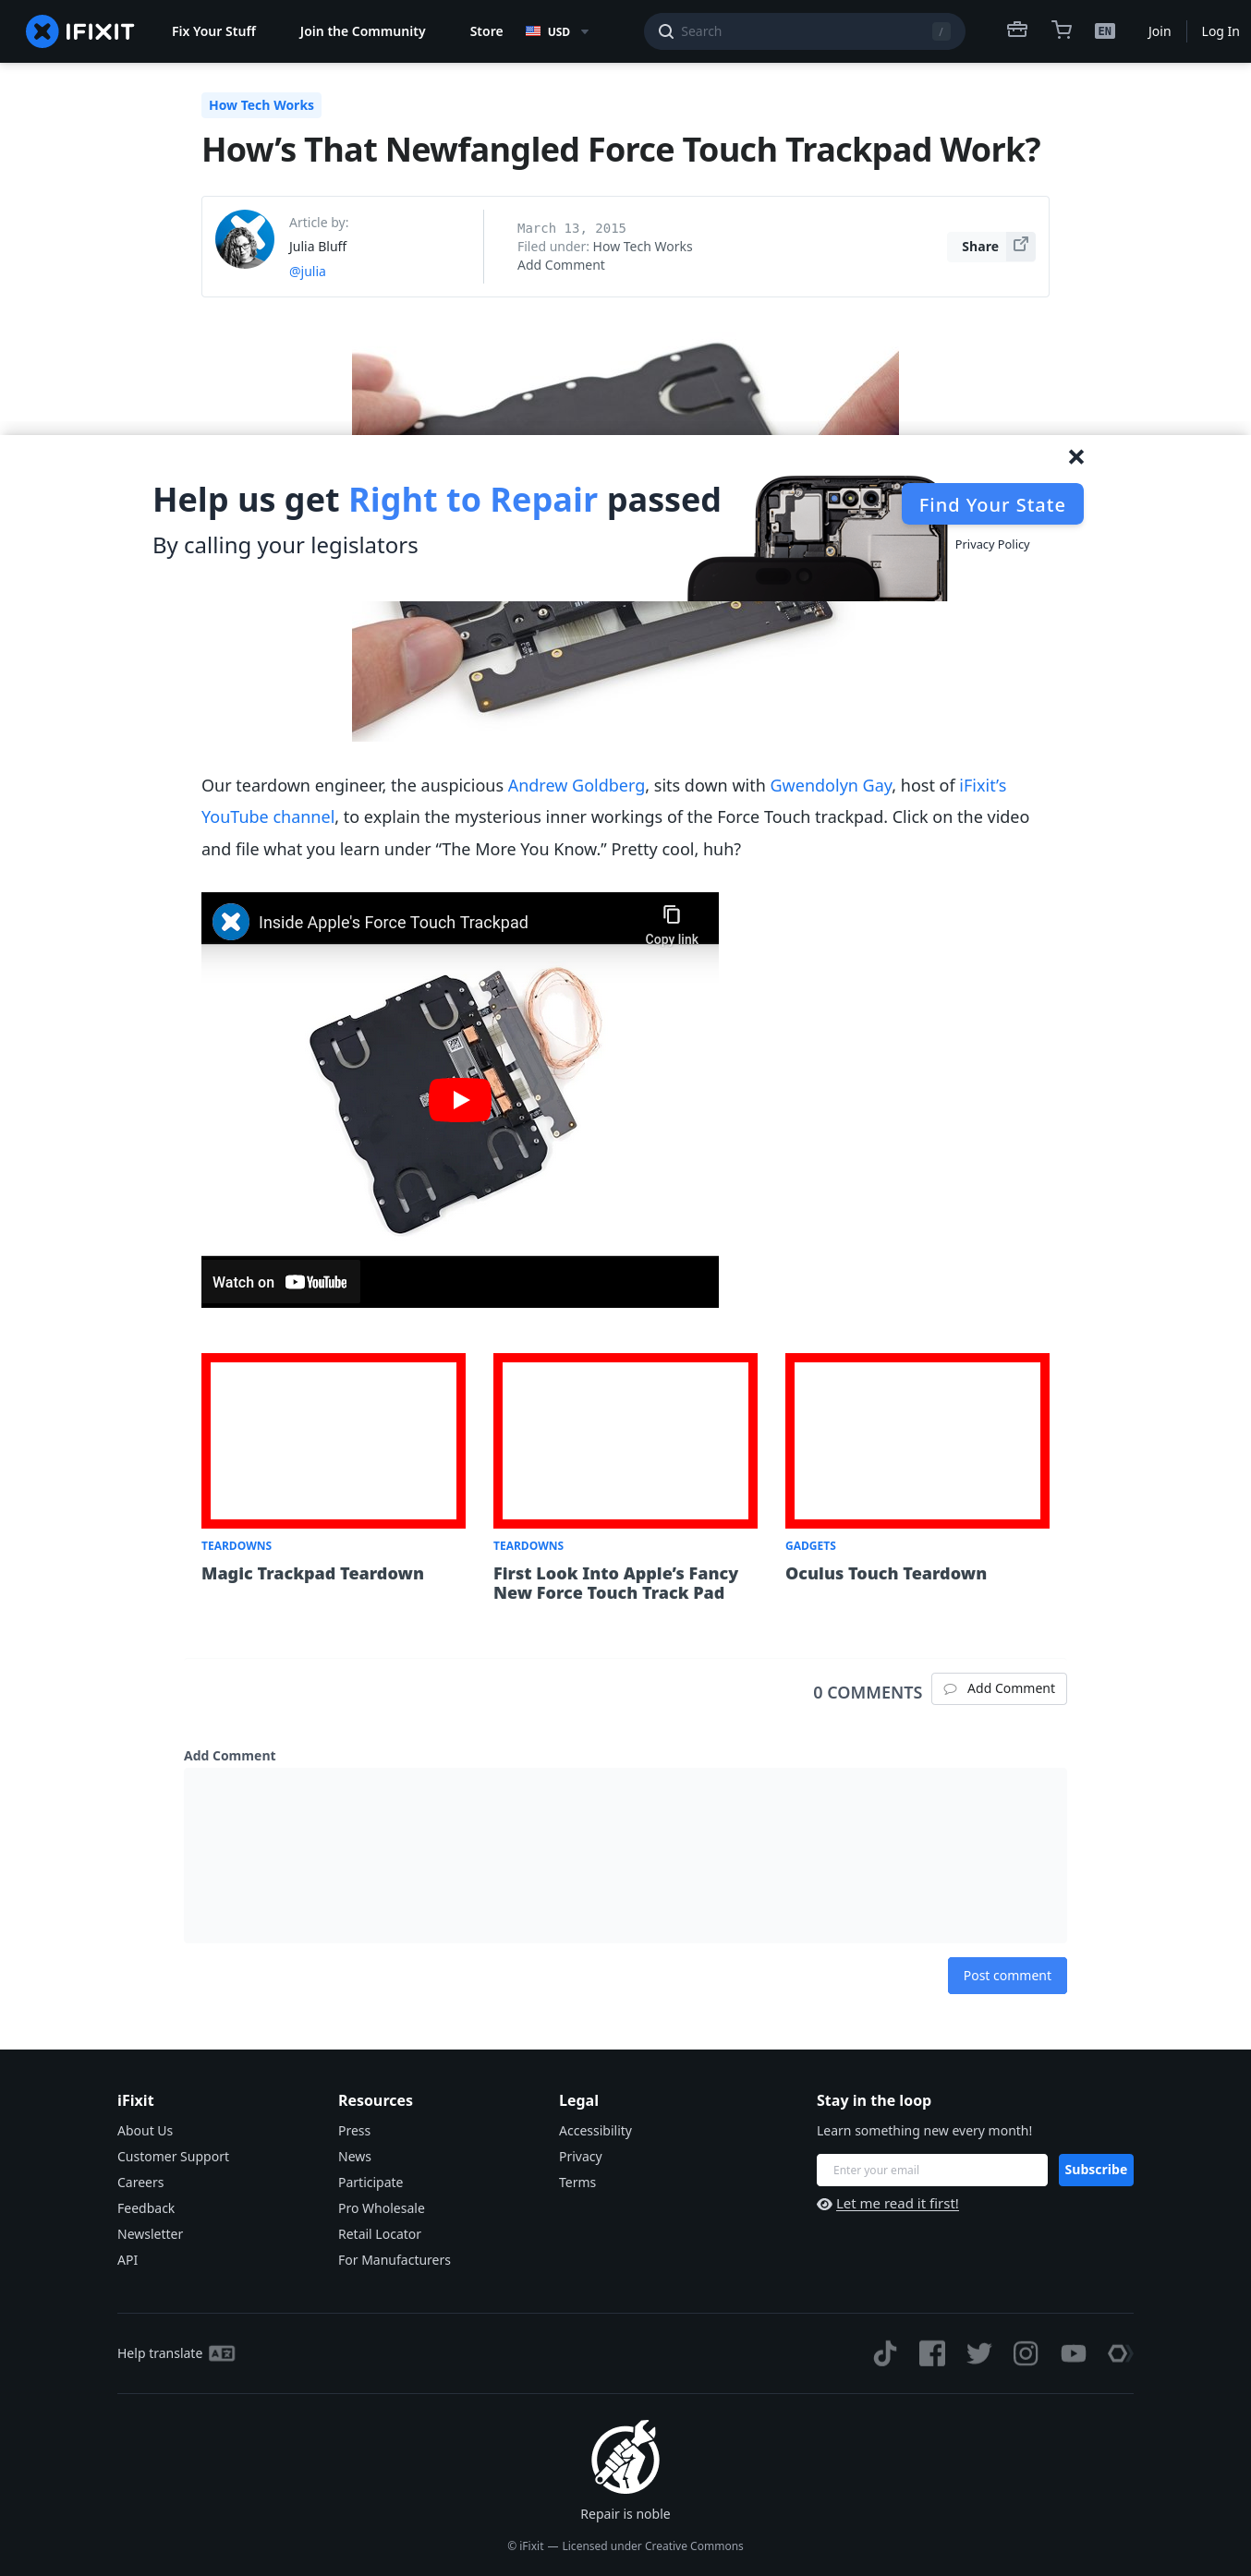 IFIXIT
Fix Your Stuff
Join the Community
Store
USD
Search
/
EN
Join
Log In
How Tech Works
How's That Newfangled Force Touch Trackpad Work?
Article by:
Julia Bluff
@julia
March 13, 2015
Filed under: How Tech Works
Add Comment
Share
Help us get Right to Repair passed
By calling your legislators
Find Your State
Privacy Policy
Our teardown engineer, the auspicious Andrew Goldberg, sits down with Gwendolyn Gay, host of iFixit's
YouTube channel, to explain the mysterious inner workings of the Force Touch trackpad. Click on the video
and file what you learn under “The More You Know.” Pretty cool, huh?
Inside Apple's Force Touch Trackpad
Copy link
Watch on YouTube
TEARDOWNS
Magic Trackpad Teardown
TEARDOWNS
First Look Into Apple's Fancy
New Force Touch Track Pad
GADGETS
Oculus Touch Teardown
0 COMMENTS
Add Comment
Add Comment
Post comment
iFixit
About Us
Customer Support
Careers
Feedback
Newsletter
API
Resources
Press
News
Participate
Pro Wholesale
Retail Locator
For Manufacturers
Legal
Accessibility
Privacy
Terms
Stay in the loop
Learn something new every month!
Enter your email
Subscribe
Let me read it first!
Help translate
Repair is noble
© iFixit — Licensed under Creative Commons